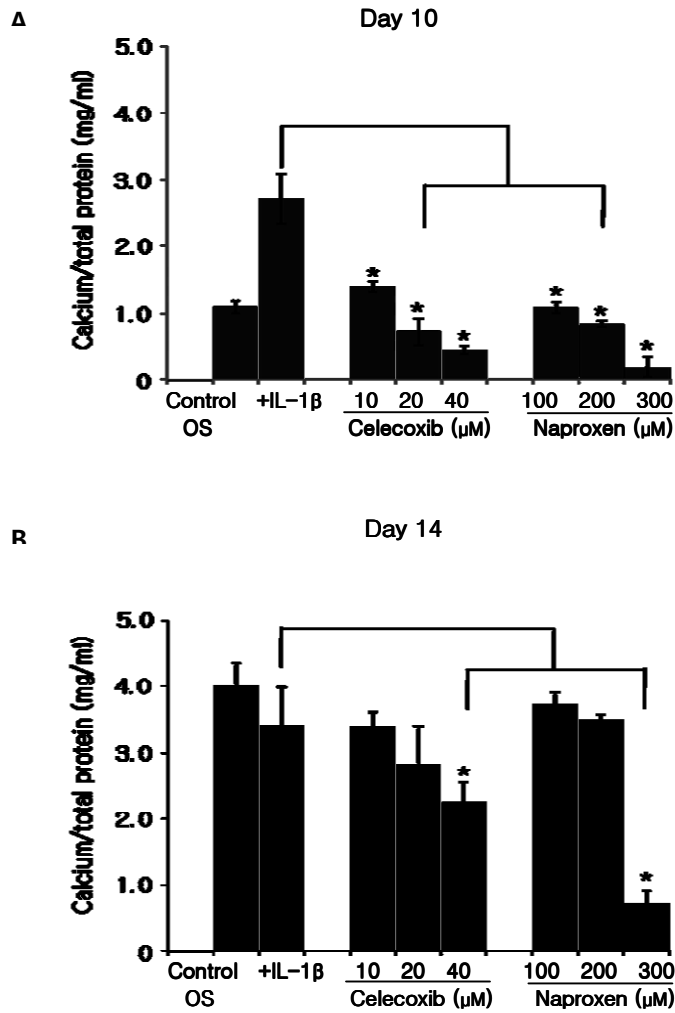 A
Day 10
Calcium/total protein (mg/ml)
5.0
4.0
3.0
2.0
1.0
0
* * * * * *
Control +IL-1β 10 20 40 100 200 300
OS Celecoxib (μM) Naproxen (μM)
B
Day 14
Calcium/total protein (mg/ml)
5.0
4.0
3.0
2.0
1.0
0
* *
Control +IL-1β 10 20 40 100 200 300
OS Celecoxib (μM) Naproxen (μM)